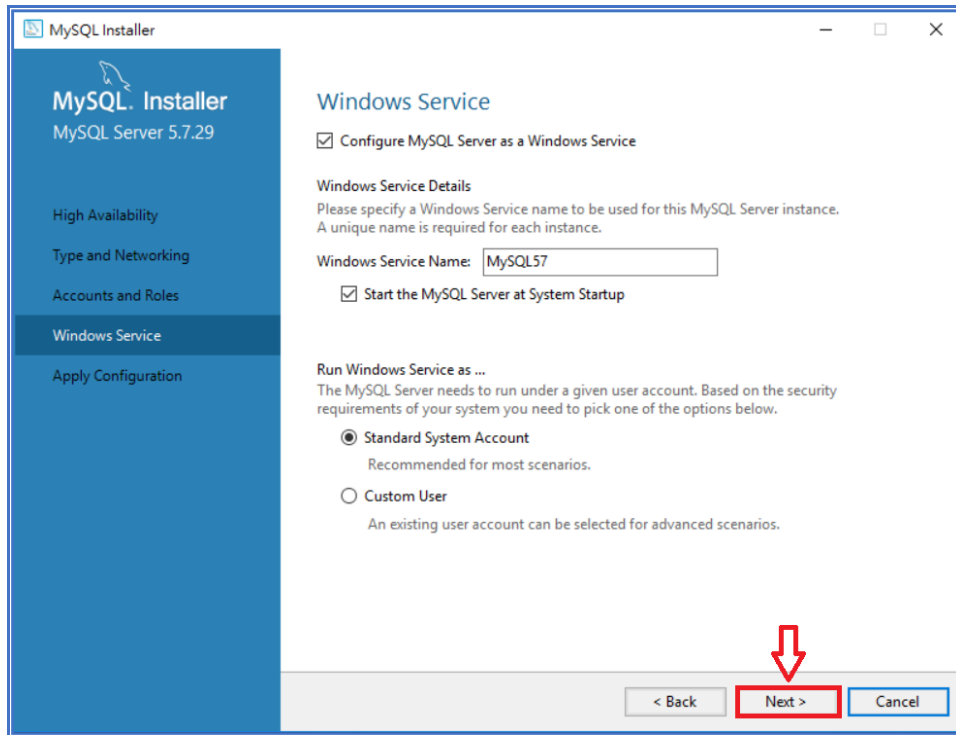 MySQL Installer
MySQL. Installer
MySQL Server 5.7.29
High Availability
Type and Networking
Accounts and Roles
Windows Service
Apply Configuration
Windows Service
Configure MySQL Server as a Windows Service
Windows Service Details
Please specify a Windows Service name to be used for this MySQL Server instance.
A unique name is required for each instance.
Windows Service Name: MySQL57
Start the MySQL Server at System Startup
Run Windows Service as ...
The MySQL Server needs to run under a given user account. Based on the security
requirements of your system you need to pick one of the options below.
Standard System Account
Recommended for most scenarios.
Custom User
An existing user account can be selected for advanced scenarios.
< Back Next > Cancel